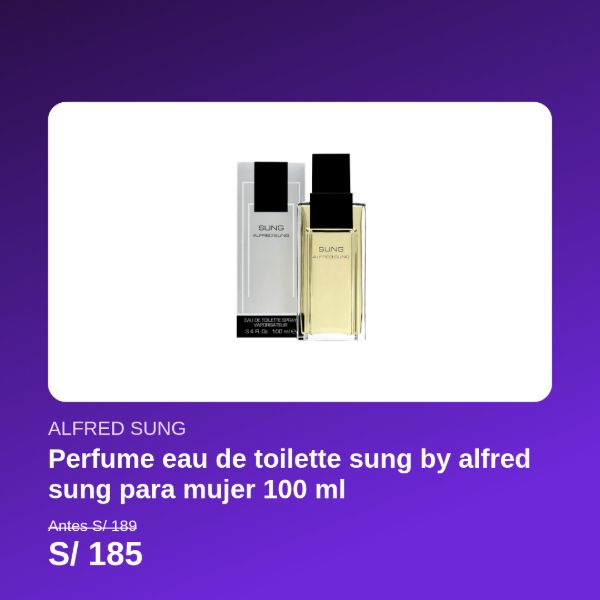 SUNG
ALFRED SUNG
EAU DE TOILETTE SPRAY
VAPORISATEUR
3.4 Fl. Oz. 100 ml ℮
SUNG
ALFRED SUNG
ALFRED SUNG
Perfume eau de toilette sung by alfred
sung para mujer 100 ml
Antes S/ 189
S/ 185